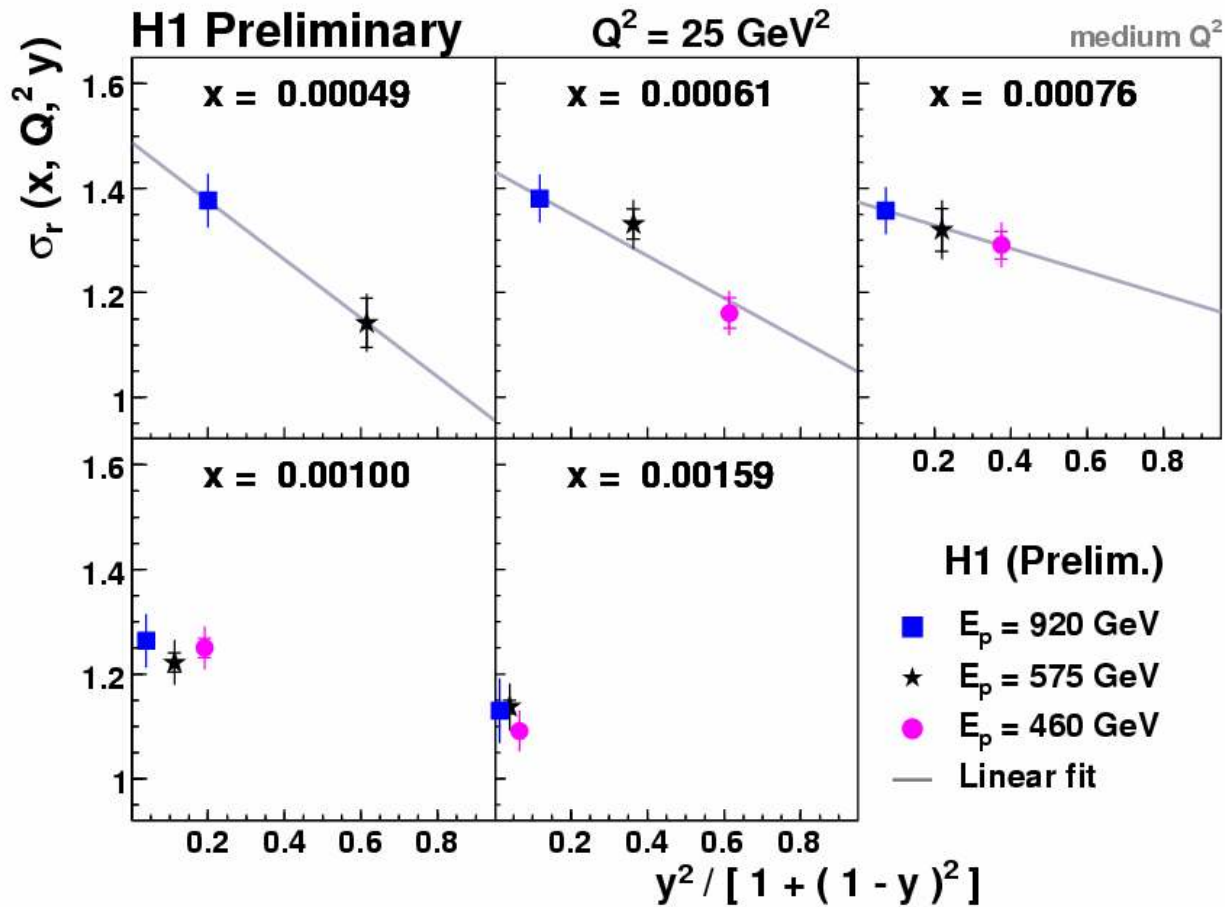 H1 Preliminary
Q² = 25 GeV²
medium Q²
σr (x, Q,² y)
x = 0.00049
x = 0.00061
x = 0.00076
1.6
1.4
1.2
1
0.2 0.4 0.6 0.8
x = 0.00100
x = 0.00159
1.6
1.4
1.2
1
0.2 0.4 0.6 0.8
0.2 0.4 0.6 0.8
H1 (Prelim.)
Ep = 920 GeV
Ep = 575 GeV
Ep = 460 GeV
Linear fit
y² / [ 1 + ( 1 - y )² ]